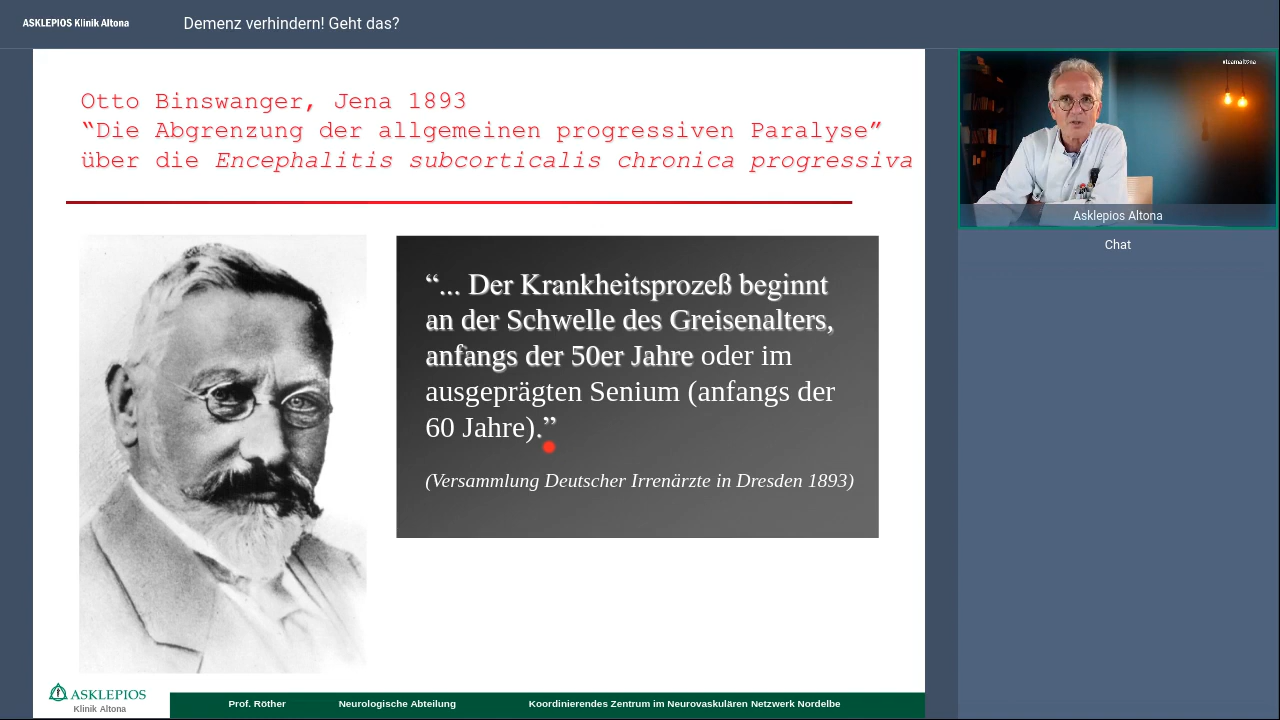 ASKLEPIOS Klinik Altona
Demenz verhindern! Geht das?
Otto Binswanger, Jena 1893
“Die Abgrenzung der allgemeinen progressiven Paralyse”
über die Encephalitis subcorticalis chronica progressiva
“... Der Krankheitsprozeß beginnt
an der Schwelle des Greisenalters,
anfangs der 50er Jahre oder im
ausgeprägten Senium (anfangs der
60 Jahre).”
(Versammlung Deutscher Irrenärzte in Dresden 1893)
ASKLEPIOS
Klinik Altona
Prof. Röther
Neurologische Abteilung
Koordinierendes Zentrum im Neurovaskulären Netzwerk Nordelbe
Asklepios Altona
Chat